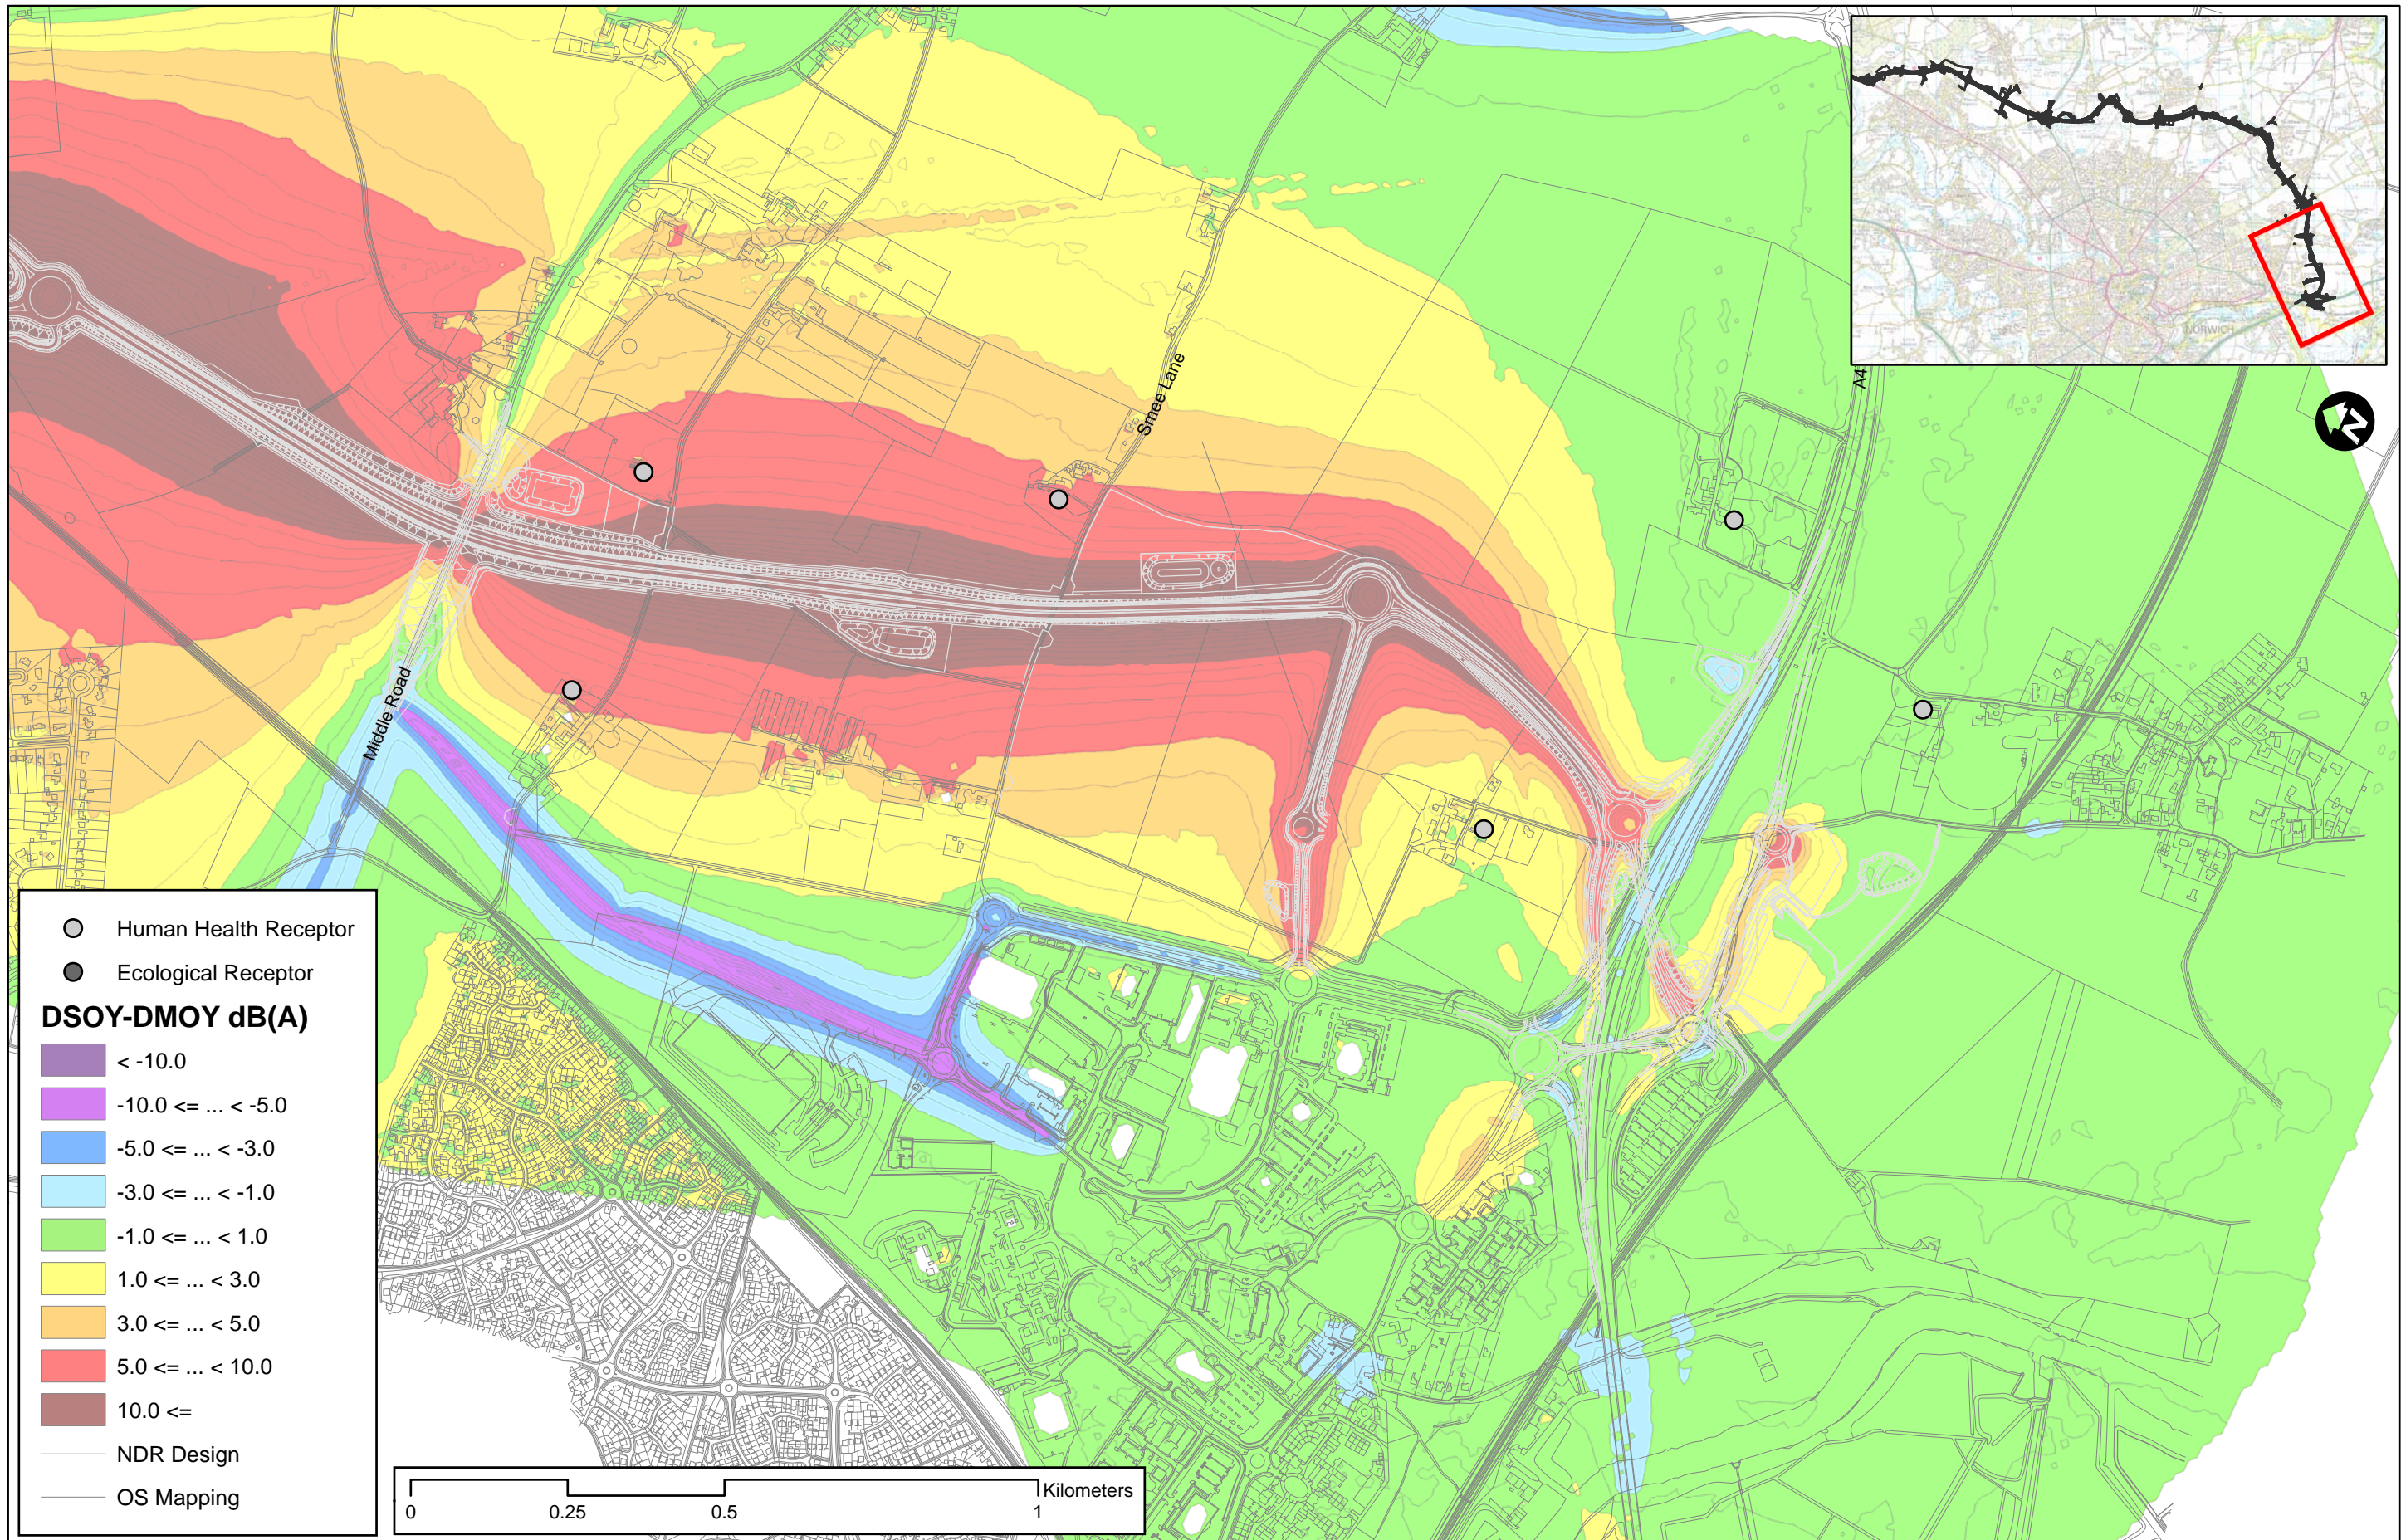 A4
NORWICH
N
Smee Lane
Middle Road
Human Health Receptor
Ecological Receptor
DSOY-DMOY dB(A)
< -10.0
-10.0 <= ... < -5.0
-5.0 <= ... < -3.0
-3.0 <= ... < -1.0
-1.0 <= ... < 1.0
1.0 <= ... < 3.0
3.0 <= ... < 5.0
5.0 <= ... < 10.0
10.0 <=
NDR Design
OS Mapping
Kilometers
0 0.25 0.5 1